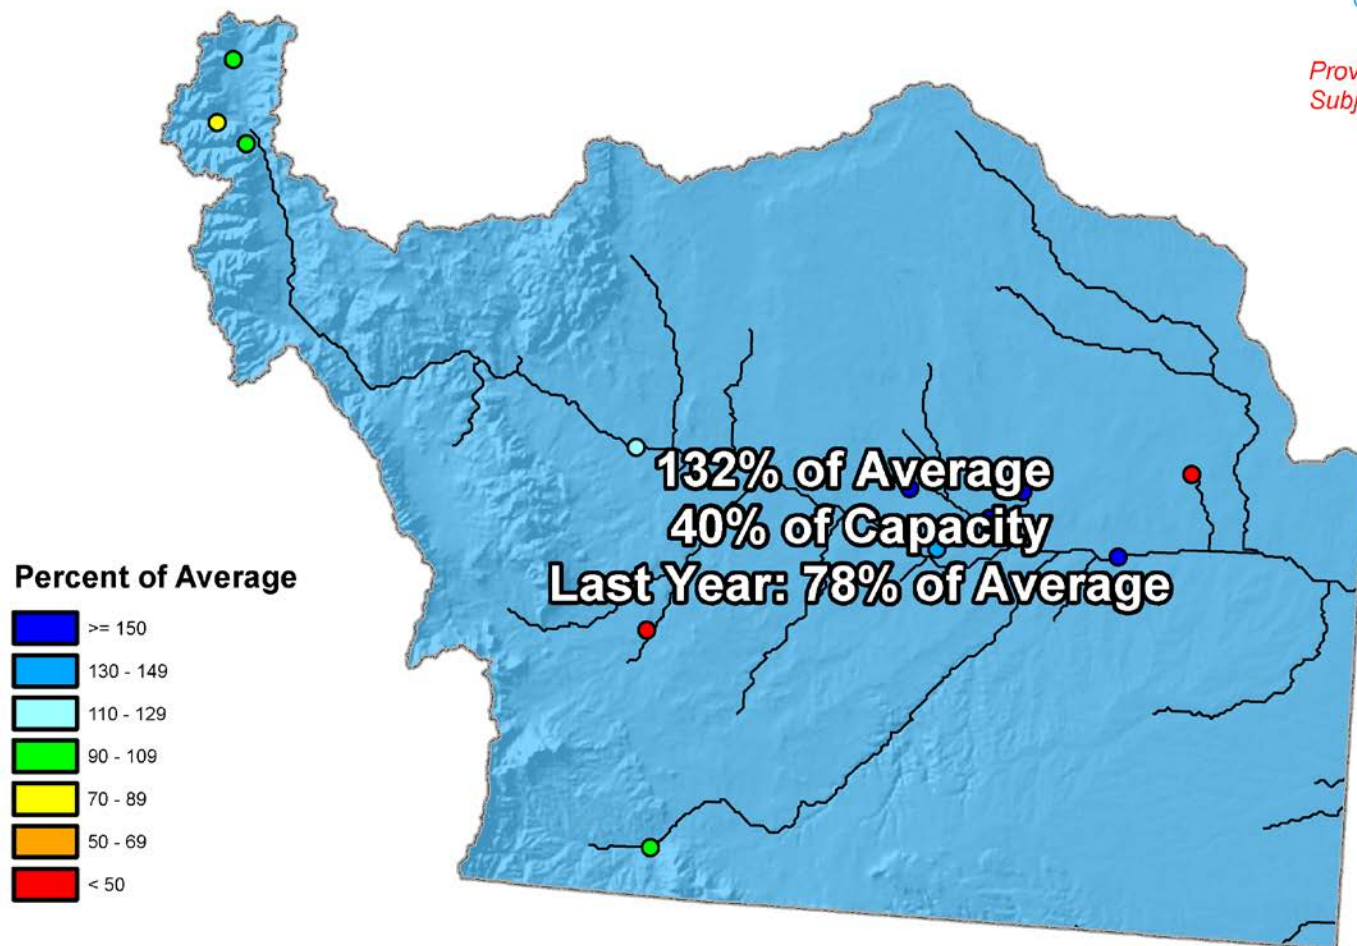 132% of Average
40% of Capacity
Last Year: 78% of Average
Percent of Average
>= 150
130 - 149
110 - 129
90 - 109
70 - 89
50 - 69
< 50